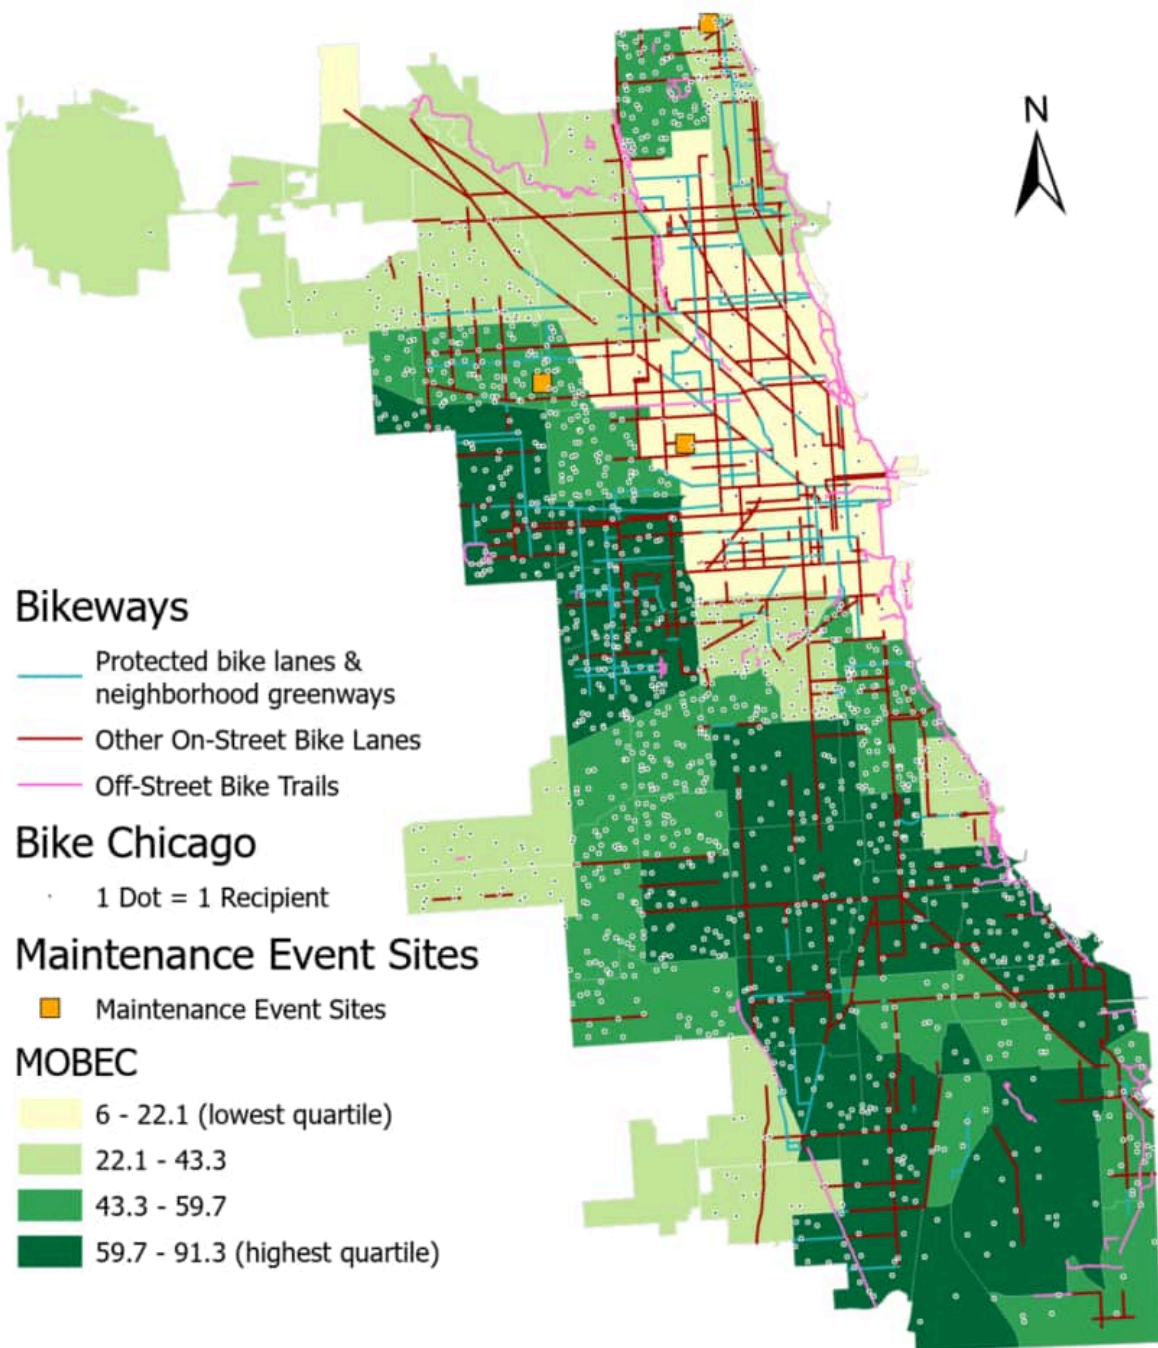 N
Bikeways
Protected bike lanes &
neighborhood greenways
Other On-Street Bike Lanes
Off-Street Bike Trails
Bike Chicago
1 Dot = 1 Recipient
Maintenance Event Sites
Maintenance Event Sites
MOBEC
6 - 22.1 (lowest quartile)
22.1 - 43.3
43.3 - 59.7
59.7 - 91.3 (highest quartile)